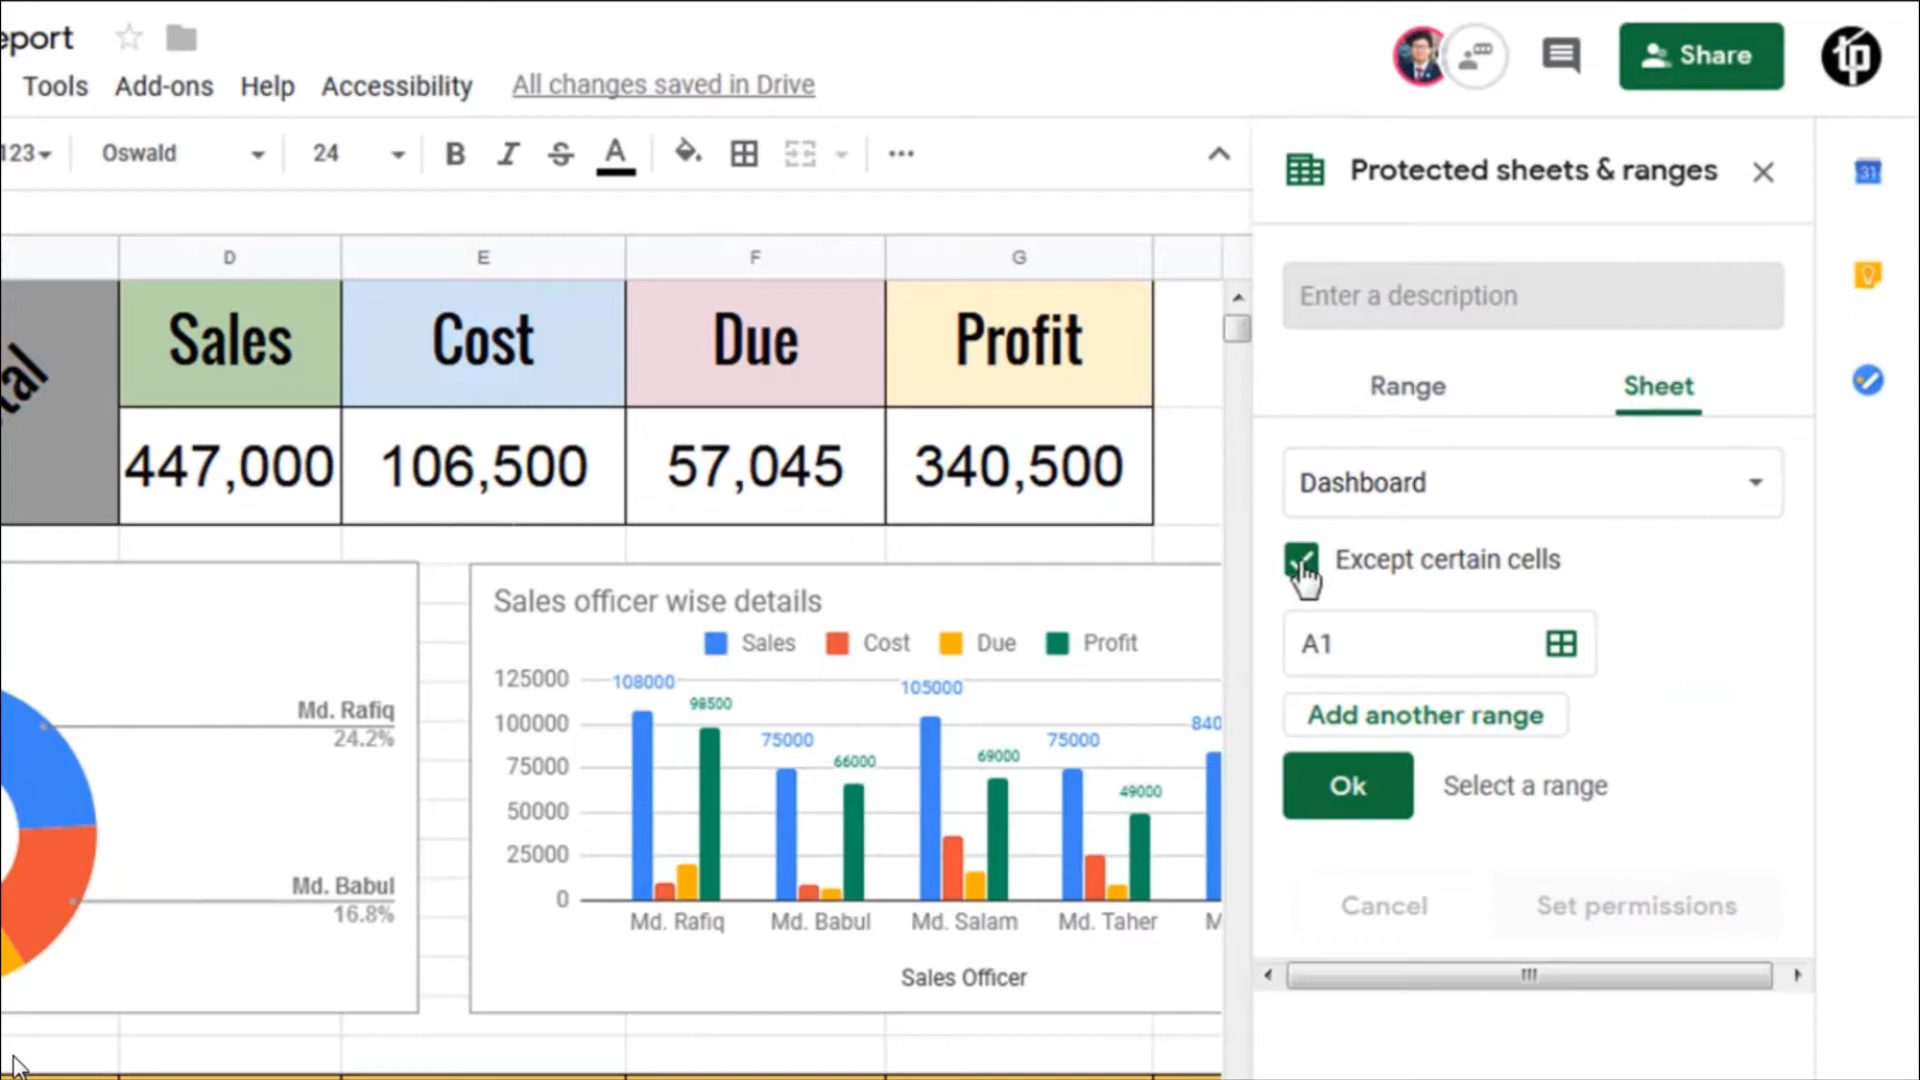 eport
Tools Add-ons Help Accessibility All changes saved in Drive
Share
123 Oswald 24 B I S A
Protected sheets & ranges
31
D E F G
Enter a description
tal
Sales Cost Due Profit
Range Sheet
447,000 106,500 57,045 340,500
Dashboard
Except certain cells
A1
Add another range
Ok Select a range
Cancel Set permissions
Md. Rafiq
24.2%
Md. Babul
16.8%
Sales officer wise details
Sales Cost Due Profit
125000
100000
75000
50000
25000
0
108000 98500 75000 66000 105000 69000 75000 49000 840
Md. Rafiq Md. Babul Md. Salam Md. Taher M
Sales Officer